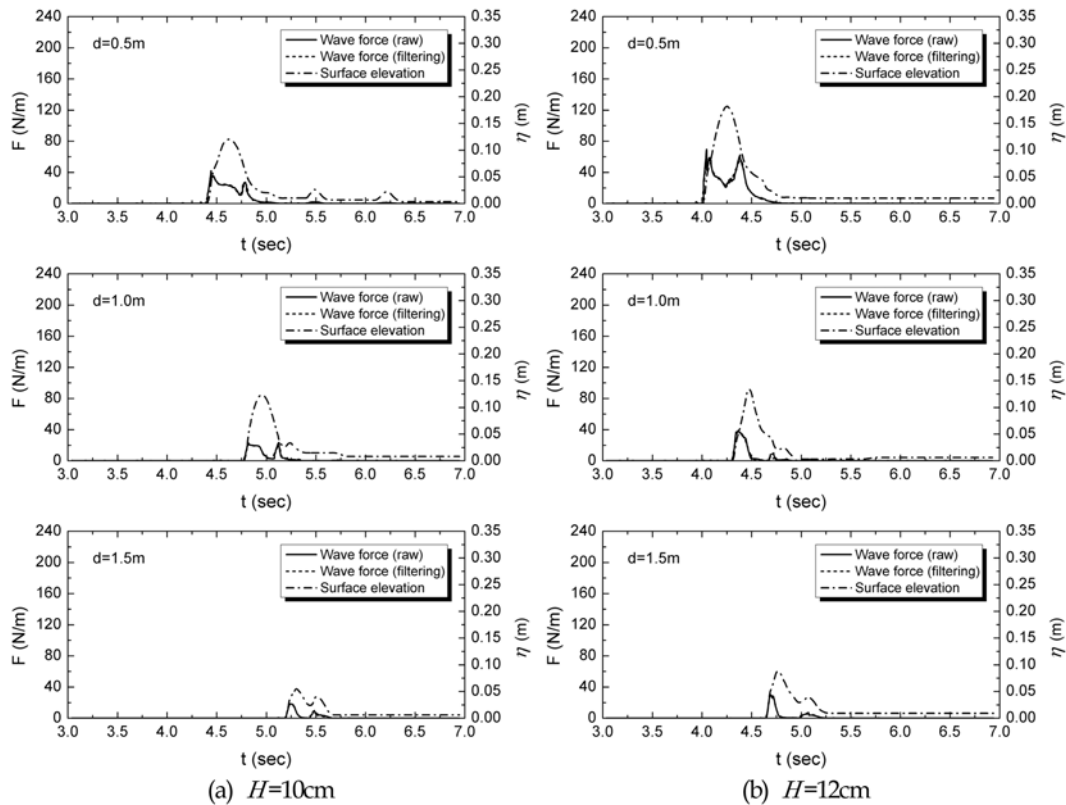 240
200
160
120
80
40
0
F (N/m)
d=0.5m
Wave force (raw)
Wave force (filtering)
Surface elevation
0.35
0.30
0.25
0.20
0.15
0.10
0.05
0.00
η (m)
3.0 3.5 4.0 4.5 5.0 5.5 6.0 6.5 7.0
t (sec)
240
200
160
120
80
40
0
F (N/m)
d=0.5m
Wave force (raw)
Wave force (filtering)
Surface elevation
0.35
0.30
0.25
0.20
0.15
0.10
0.05
0.00
η (m)
3.0 3.5 4.0 4.5 5.0 5.5 6.0 6.5 7.0
t (sec)
240
200
160
120
80
40
0
F (N/m)
d=1.0m
Wave force (raw)
Wave force (filtering)
Surface elevation
0.35
0.30
0.25
0.20
0.15
0.10
0.05
0.00
η (m)
3.0 3.5 4.0 4.5 5.0 5.5 6.0 6.5 7.0
t (sec)
240
200
160
120
80
40
0
F (N/m)
d=1.0m
Wave force (raw)
Wave force (filtering)
Surface elevation
0.35
0.30
0.25
0.20
0.15
0.10
0.05
0.00
η (m)
3.0 3.5 4.0 4.5 5.0 5.5 6.0 6.5 7.0
t (sec)
240
200
160
120
80
40
0
F (N/m)
d=1.5m
Wave force (raw)
Wave force (filtering)
Surface elevation
0.35
0.30
0.25
0.20
0.15
0.10
0.05
0.00
η (m)
3.0 3.5 4.0 4.5 5.0 5.5 6.0 6.5 7.0
t (sec)
240
200
160
120
80
40
0
F (N/m)
d=1.5m
Wave force (raw)
Wave force (filtering)
Surface elevation
0.35
0.30
0.25
0.20
0.15
0.10
0.05
0.00
η (m)
3.0 3.5 4.0 4.5 5.0 5.5 6.0 6.5 7.0
t (sec)
(a) H=10cm
(b) H=12cm